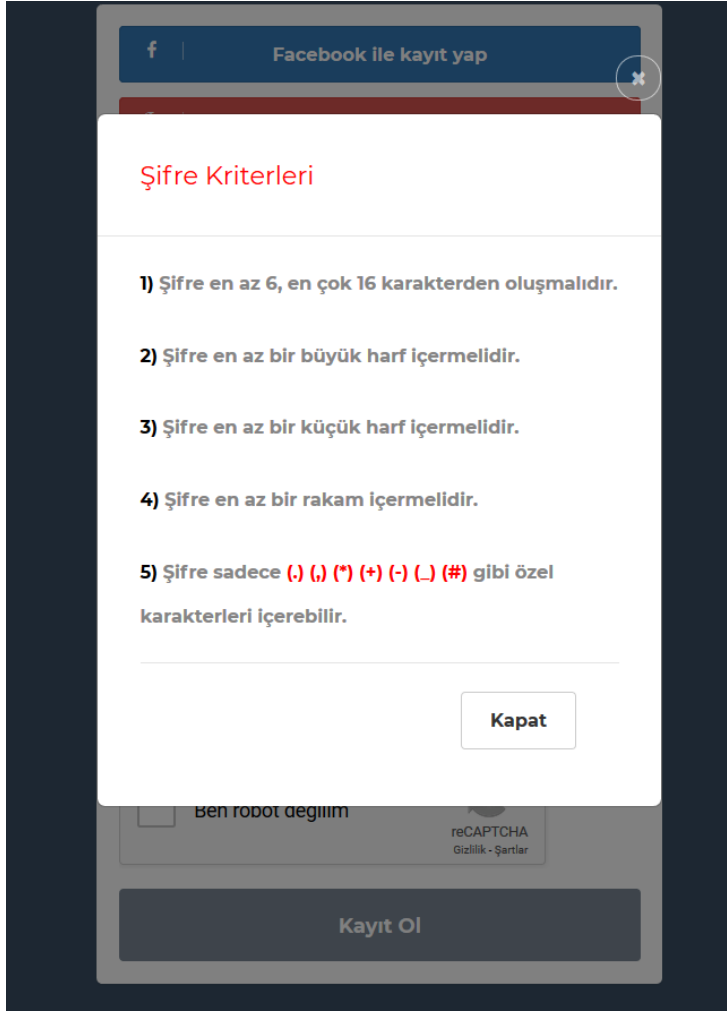 Facebook ile kayıt yap
Şifre Kriterleri
1) Şifre en az 6, en çok 16 karakterden oluşmalıdır.
2) Şifre en az bir büyük harf içermelidir.
3) Şifre en az bir küçük harf içermelidir.
4) Şifre en az bir rakam içermelidir.
5) Şifre sadece (.) (,) (*) (+) (-) (_) (#) gibi özel
karakterleri içerebilir.
Kapat
Ben robot değilim
reCAPTCHA
Gizlilik - Şartlar
Kayıt Ol